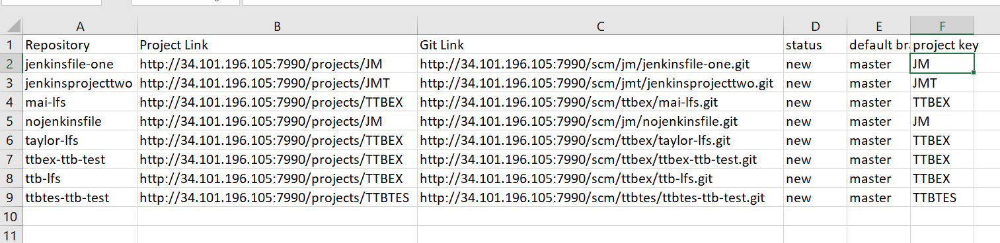 A B C D E F
1 Repository Project Link Git Link status default bra project key
2 jenkinsfile-one http://34.101.196.105:7990/projects/JM http://34.101.196.105:7990/scm/jm/jenkinsfile-one.git new master JM
3 jenkinsprojecttwo http://34.101.196.105:7990/projects/JMT http://34.101.196.105:7990/scm/jmt/jenkinsprojecttwo.git new master JMT
4 mai-lfs http://34.101.196.105:7990/projects/TTBEX http://34.101.196.105:7990/scm/ttbex/mai-lfs.git new master TTBEX
5 nojenkinsfile http://34.101.196.105:7990/projects/JM http://34.101.196.105:7990/scm/jm/nojenkinsfile.git new master JM
6 taylor-lfs http://34.101.196.105:7990/projects/TTBEX http://34.101.196.105:7990/scm/ttbex/taylor-lfs.git new master TTBEX
7 ttbex-ttb-test http://34.101.196.105:7990/projects/TTBEX http://34.101.196.105:7990/scm/ttbex/ttbex-ttb-test.git new master TTBEX
8 ttb-lfs http://34.101.196.105:7990/projects/TTBEX http://34.101.196.105:7990/scm/ttbex/ttb-lfs.git new master TTBEX
9 ttbtes-ttb-test http://34.101.196.105:7990/projects/TTBTES http://34.101.196.105:7990/scm/ttbtes/ttbtes-ttb-test.git new master TTBTES
10
11